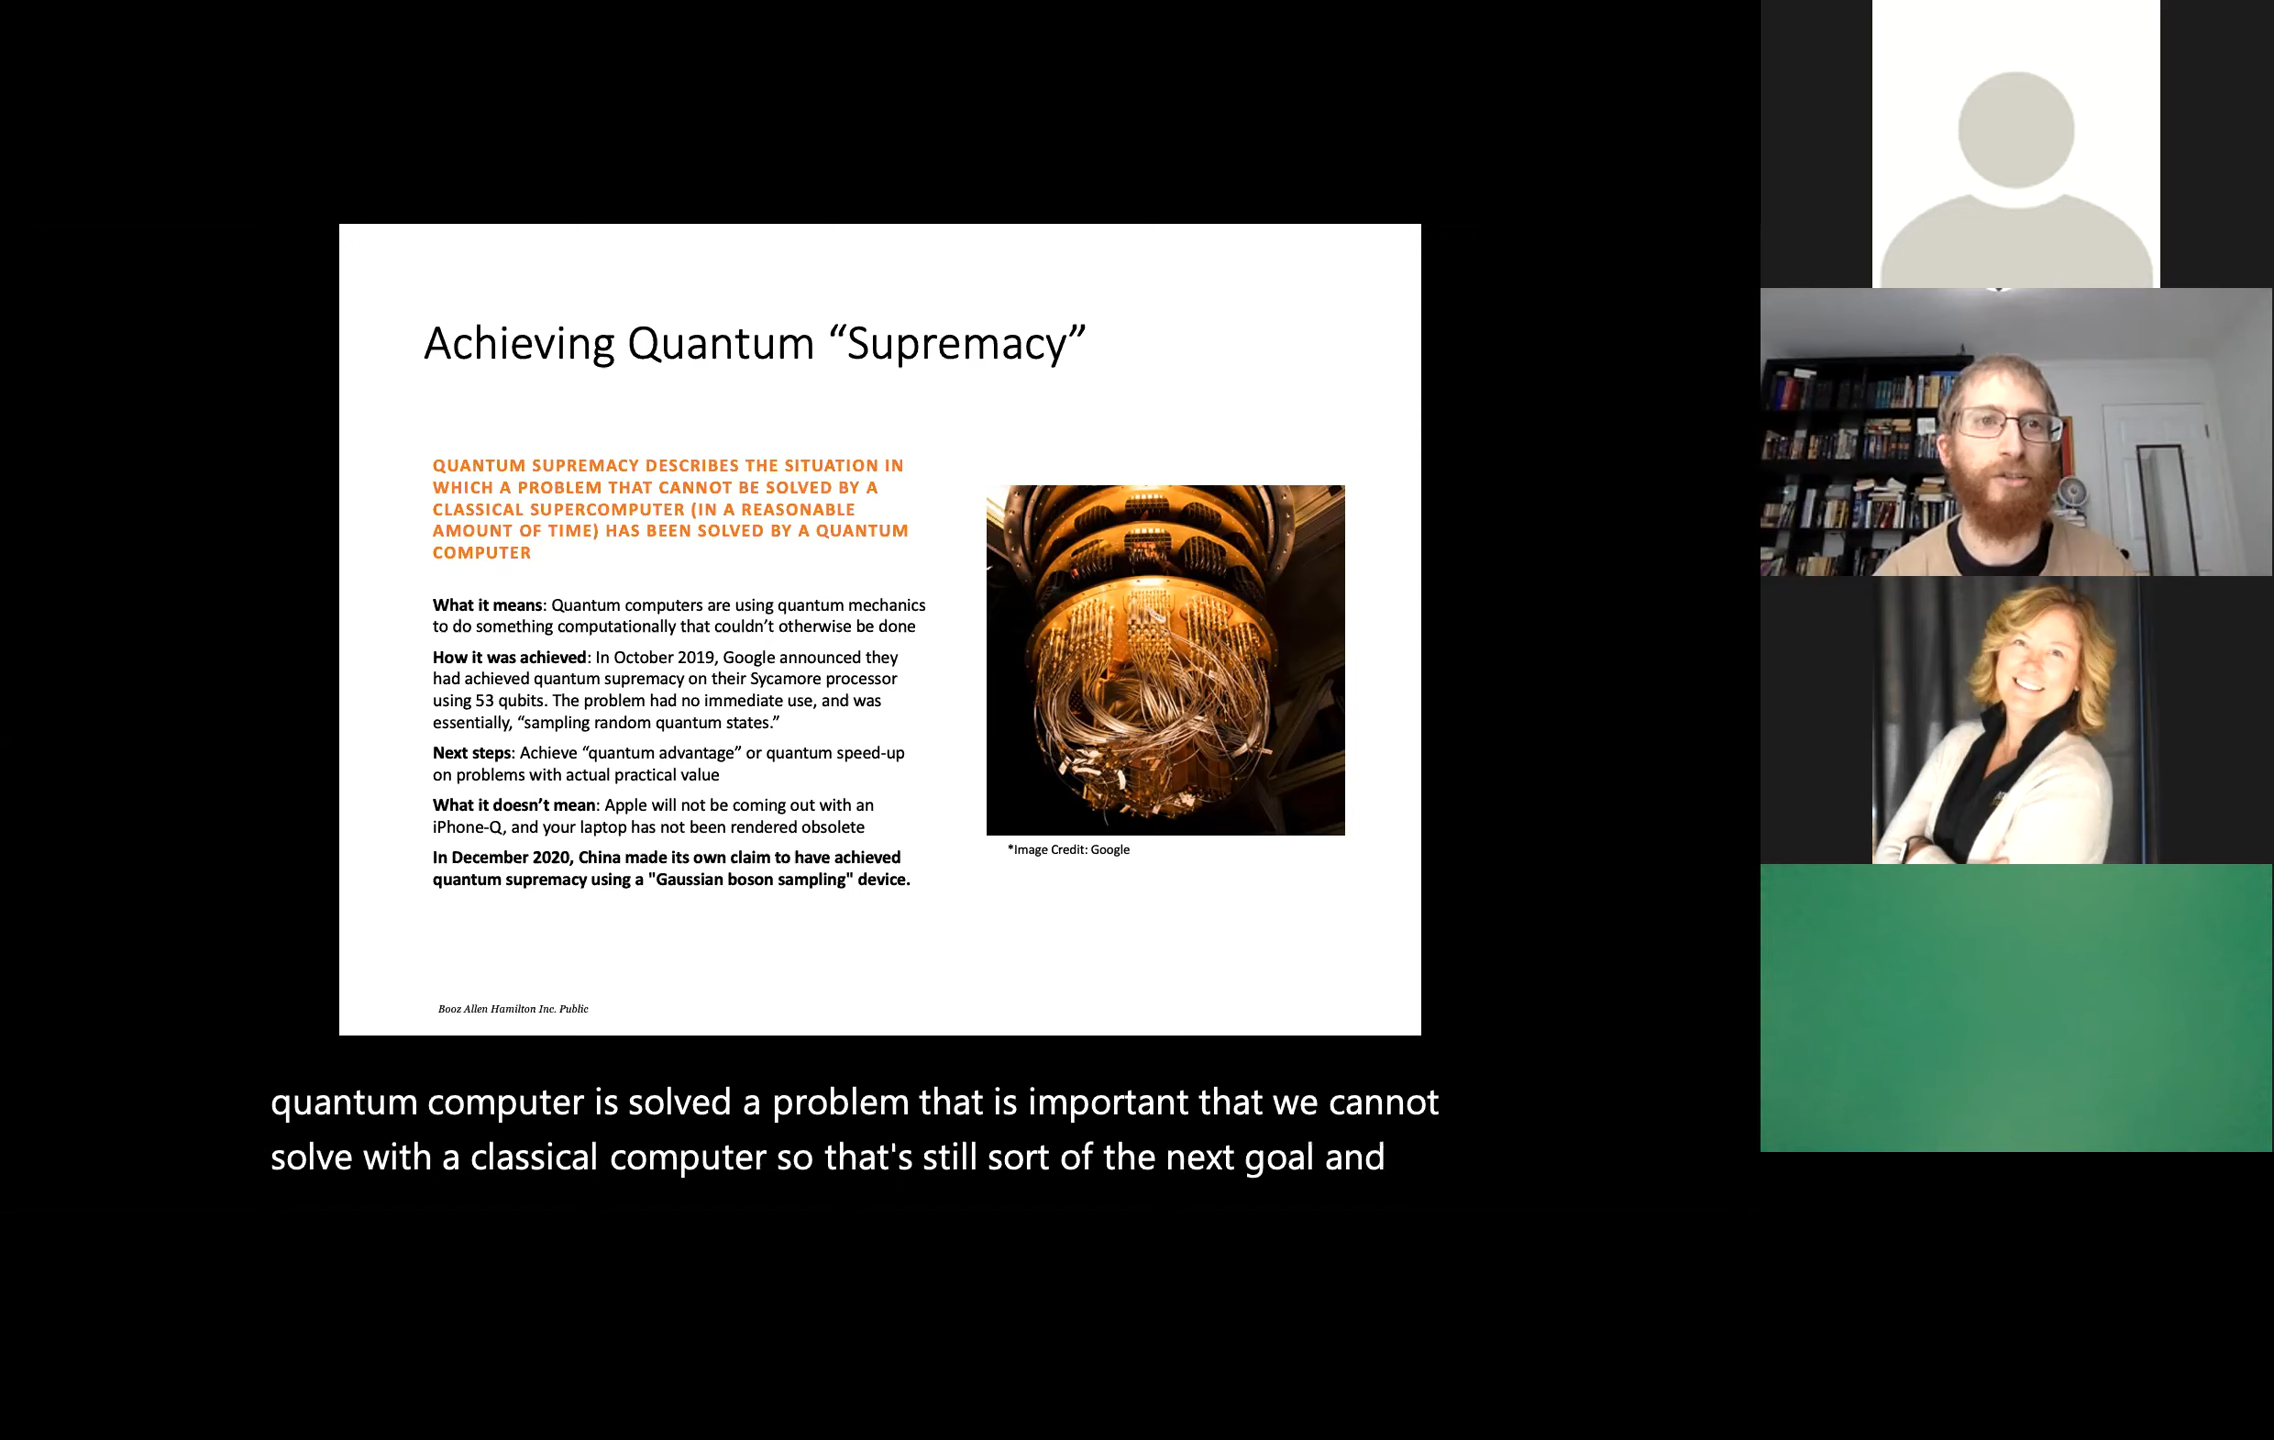 Achieving Quantum “Supremacy”
QUANTUM SUPREMACY DESCRIBES THE SITUATION IN
WHICH A PROBLEM THAT CANNOT BE SOLVED BY A
CLASSICAL SUPERCOMPUTER (IN A REASONABLE
AMOUNT OF TIME) HAS BEEN SOLVED BY A QUANTUM
COMPUTER
What it means: Quantum computers are using quantum mechanics
to do something computationally that couldn’t otherwise be done
How it was achieved: In October 2019, Google announced they
had achieved quantum supremacy on their Sycamore processor
using 53 qubits. The problem had no immediate use, and was
essentially, “sampling random quantum states.”
Next steps: Achieve “quantum advantage” or quantum speed-up
on problems with actual practical value
What it doesn’t mean: Apple will not be coming out with an
iPhone-Q, and your laptop has not been rendered obsolete
In December 2020, China made its own claim to have achieved
quantum supremacy using a "Gaussian boson sampling" device.
*Image Credit: Google
Booz Allen Hamilton Inc. Public
quantum computer is solved a problem that is important that we cannot
solve with a classical computer so that's still sort of the next goal and